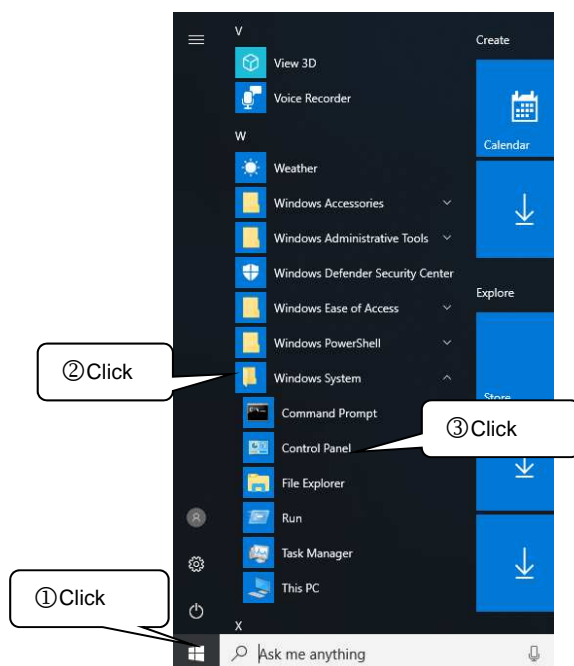 V
View 3D
Voice Recorder
W
Weather
Windows Accessories
Windows Administrative Tools
Windows Defender Security Center
Windows Ease of Access
Windows PowerShell
②Click
Windows System
Command Prompt
③Click
Control Panel
File Explorer
Run
Task Manager
①Click
This PC
X
Ask me anything
Create
Calendar
Explore
Store